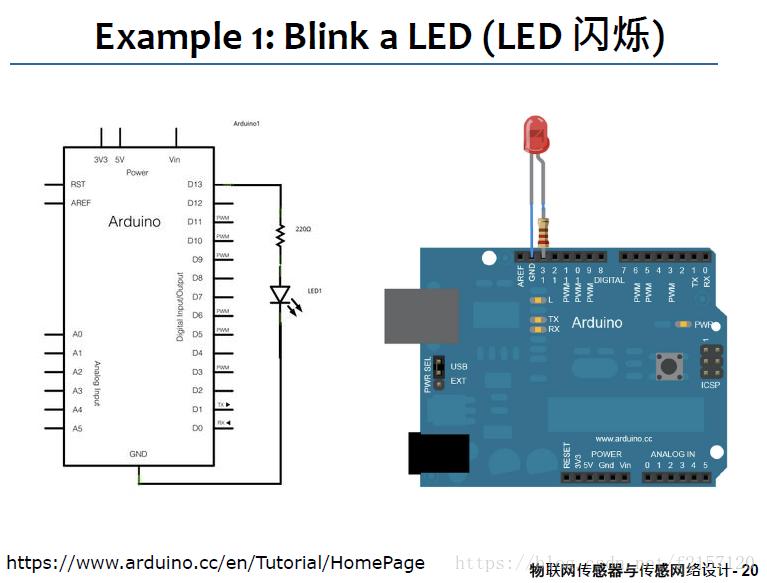 Example 1: Blink a LED (LED 闪烁)
Arduino1
3V3 5V Vin
Power
RST D13
AREF D12
Arduino
D11 PWM
D10 PWM
D9 PWM
D8
D7
D6 PWM
A0 D5 PWM
A1 D4
A2 D3 PWM
A3 D2
A4 D1 TX
A5 D0 RX
Digital Input/Output
Analog Input
GND
220Ω
LED1
AREF
GND
13
12
PWM-11
PWM-10
PWM-9
8
DIGITAL
7
PWM 6
PWM 5
4
PWM 3
2
TX 1
RX 0
L
TX
RX
Arduino
PWR
PWR SEL
USB
EXT
1
ICSP
www.arduino.cc
POWER ANALOG IN
RESET 3V3 5V Gnd Vin 0 1 2 3 4 5
https://www.arduino.cc/en/Tutorial/HomePage
物联网传感器与传感网络设计- 20